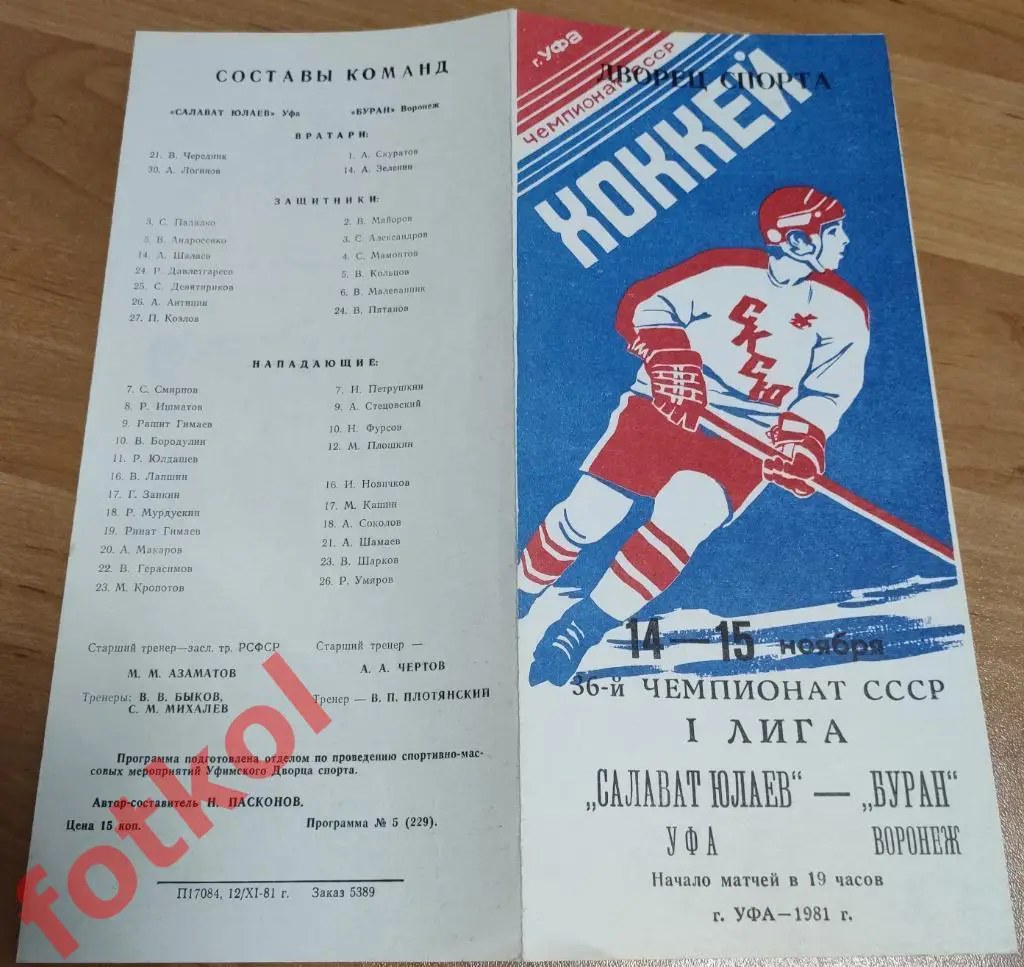 СОСТАВЫ КОМАНД
«САЛАВАТ ЮЛАЕВ» Уфа «БУРАН» Воронеж
ВРАТАРИ:
21. В. Чередник 1. А. Скуратов
30. А. Логинов 14. А. Зеленин
ЗАЩИТНИКИ:
3. С. Палалко 2. В. Майоров
5. В. Андросенко 3. С. Александров
14. А. Шалаев 4. С. Мамонтов
24. Р. Давлетгареев 5. В. Кольцов
25. С. Девятириков 6. В. Малеванник
26. А. Антипин 24. В. Пятанов
27. П. Козлов
НАПАДАЮЩИЕ:
7. С. Смирнов 7. Н. Петрушкин
8. Р. Ишматов 9. А. Стецовский
9. Рашит Гимаев 10. Н. Фурсов
10. В. Бородулин 12. М. Плошкин
11. Р. Юлдашев
16. В. Лапшин 16. И. Новичков
17. Г. Заикин 17. М. Кашин
18. Р. Мурдускин 18. А. Соколов
19. Ринат Гимаев 21. А. Шамаев
20. А. Макаров 23. В. Шарков
22. В. Герасимов 26. Р. Умяров
23. М. Кропотов
Старший тренер—засл. тр. РСФСР Старший тренер —
М. М. АЗАМАТОВ А. А. ЧЕРТОВ
Тренеры: В. В. БЫКОВ, Тренер — В. П. ПЛОТЯНСКИЙ
С. М. МИХАЛЕВ
Программа подготовлена отделом по проведению спортивно-мас-
совых мероприятий Уфимского Дворца спорта.
Автор-составитель Н. ПАСКОНОВ.
Цена 15 коп. Программа № 5 (229).
П17084, 12/XI-81 г. Заказ 5389
г. УФА
чемпионат СССР
ДВОРЕЦ СПОРТА
ХОККЕЙ
14—15 ноября
36-й ЧЕМПИОНАТ СССР
I ЛИГА
„САЛАВАТ ЮЛАЕВ“ — „БУРАН“
УФА ВОРОНЕЖ
Начало матчей в 19 часов
г. УФА—1981 г.
fotkol